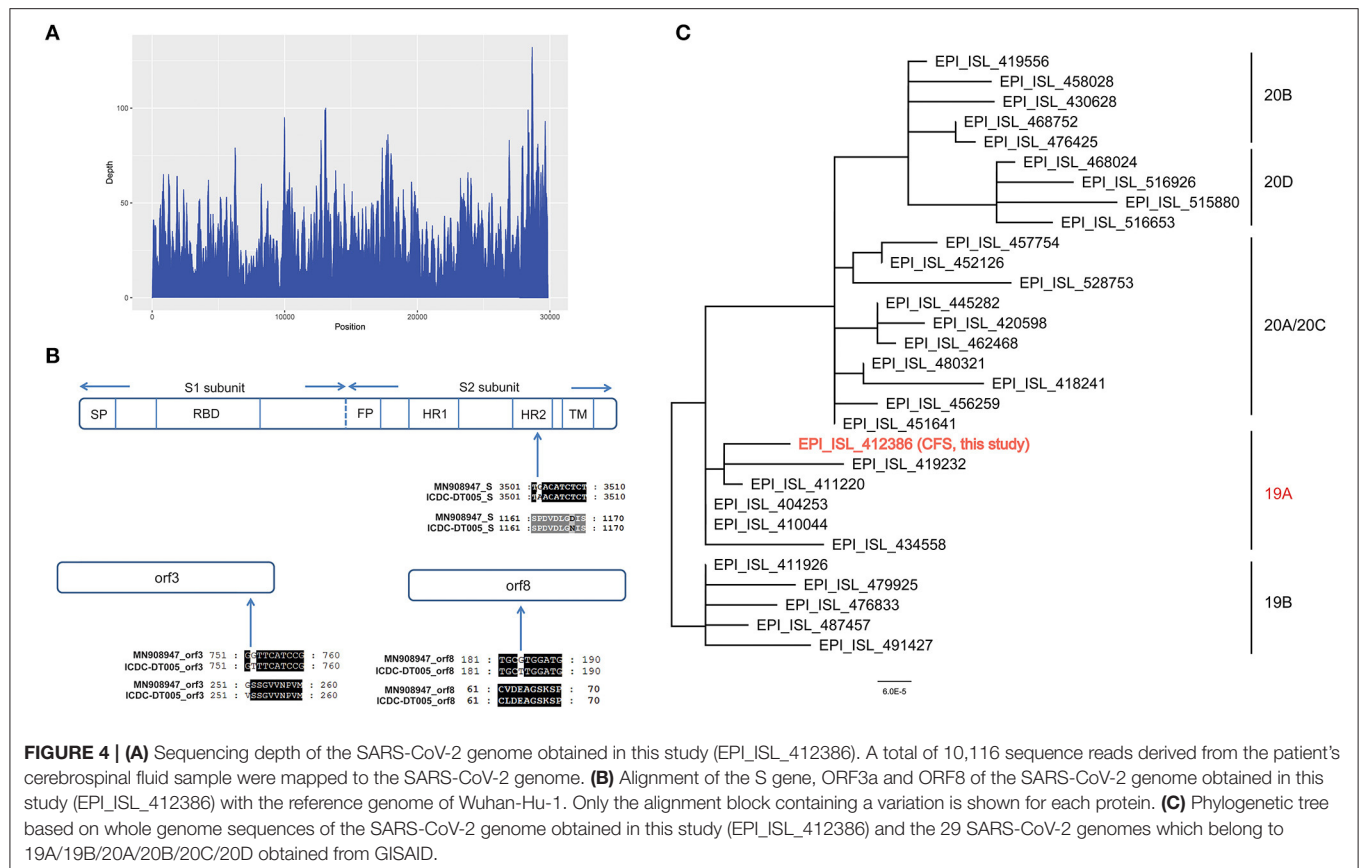 A
100
50
0
Depth
0
10000
20000
30000
Position
B
S1 subunit
S2 subunit
SP
RBD
FP
HR1
HR2
TM
MN908947_S 3501 :TGACATCTCT : 3510
ICDC-DT005_S 3501 :TAACATCTCT : 3510
MN908947_S 1161 :SPDVDLGDIS : 1170
ICDC-DT005_S 1161 :SPDVDLGNIS : 1170
orf3
orf8
MN908947_orf3 751 : GGTTCATCCG : 760
ICDC-DT005_orf3 751 : GTTTCATCCG : 760
MN908947_orf3 251 : GSSGVVNPVM : 260
ICDC-DT005_orf3 251 : VSSGVVNPVM : 260
MN908947_orf8 181 : TGCGTGGATG : 190
ICDC-DT005_orf8 181 : TGCTTGGATG : 190
MN908947_orf8 61 : CVDEAGSKSP : 70
ICDC-DT005_orf8 61 : CLDEAGSKSP : 70
C
EPI_ISL_419556
EPI_ISL_458028
EPI_ISL_430628
EPI_ISL_468752
EPI_ISL_476425
20B
EPI_ISL_468024
EPI_ISL_516926
EPI_ISL_515880
EPI_ISL_516653
20D
EPI_ISL_457754
EPI_ISL_452126
EPI_ISL_528753
EPI_ISL_445282
EPI_ISL_420598
EPI_ISL_462468
EPI_ISL_480321
EPI_ISL_418241
EPI_ISL_456259
EPI_ISL_451641
20A/20C
EPI_ISL_412386 (CFS, this study)
EPI_ISL_419232
EPI_ISL_411220
EPI_ISL_404253
EPI_ISL_410044
EPI_ISL_434558
19A
EPI_ISL_411926
EPI_ISL_479925
EPI_ISL_476833
EPI_ISL_487457
EPI_ISL_491427
19B
6.0E-5
FIGURE 4 | (A) Sequencing depth of the SARS-CoV-2 genome obtained in this study (EPI_ISL_412386). A total of 10,116 sequence reads derived from the patient's
cerebrospinal fluid sample were mapped to the SARS-CoV-2 genome. (B) Alignment of the S gene, ORF3a and ORF8 of the SARS-CoV-2 genome obtained in this
study (EPI_ISL_412386) with the reference genome of Wuhan-Hu-1. Only the alignment block containing a variation is shown for each protein. (C) Phylogenetic tree
based on whole genome sequences of the SARS-CoV-2 genome obtained in this study (EPI_ISL_412386) and the 29 SARS-CoV-2 genomes which belong to
19A/19B/20A/20B/20C/20D obtained from GISAID.